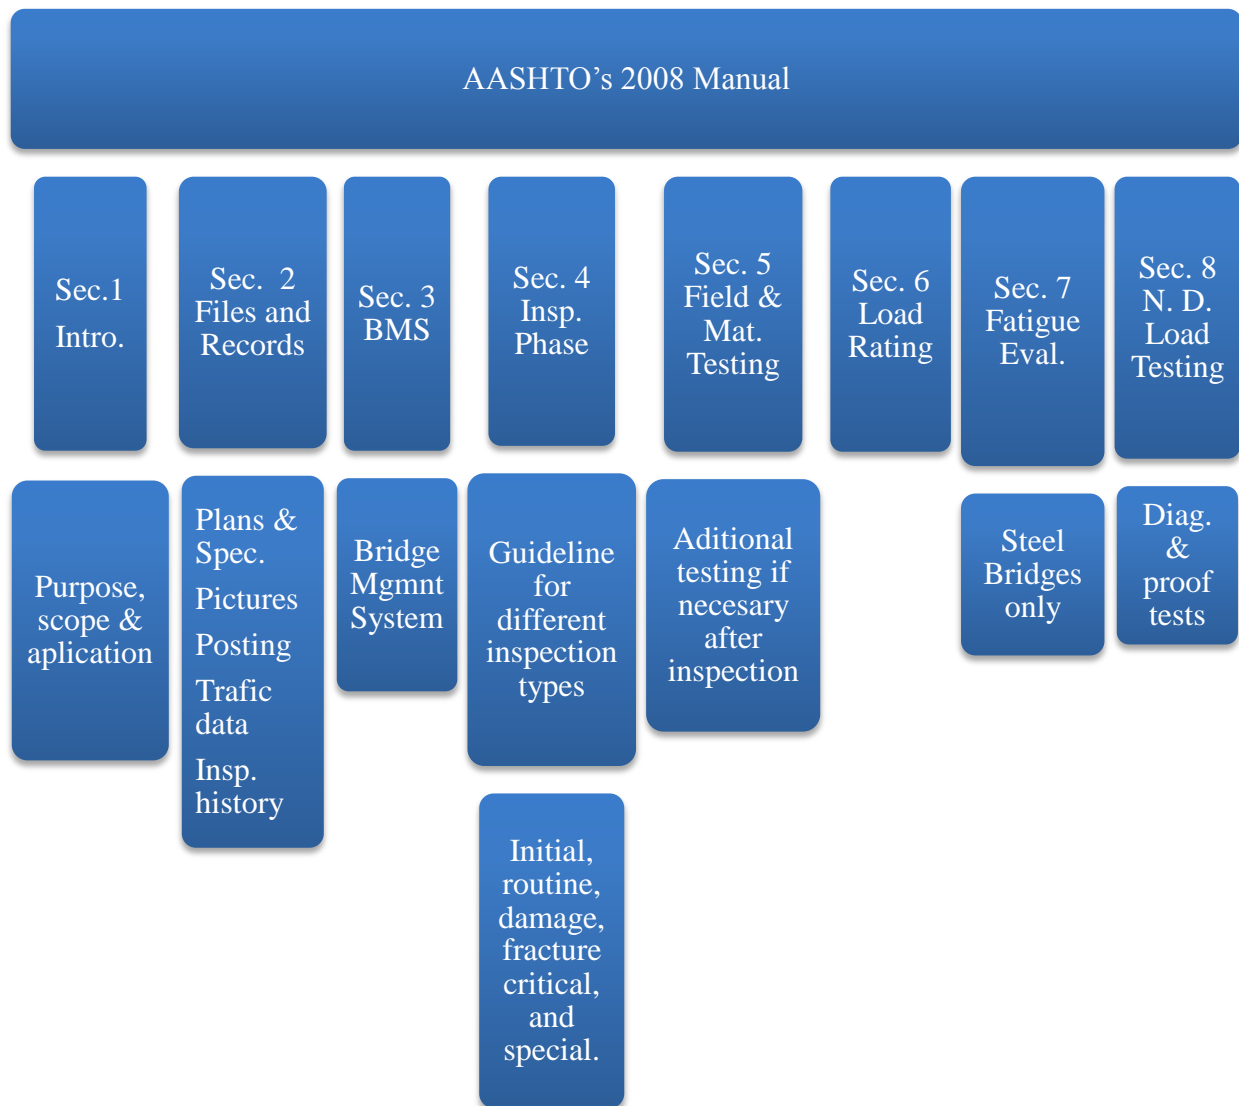 AASHTO’s 2008 Manual
Sec.1
Intro.
Sec. 2
Files and
Records
Sec. 3
BMS
Sec. 4
Insp.
Phase
Sec. 5
Field &
Mat.
Testing
Sec. 6
Load
Rating
Sec. 7
Fatigue
Eval.
Sec. 8
N. D.
Load
Testing
Purpose,
scope &
aplication
Plans &
Spec.
Pictures
Posting
Trafic
data
Insp.
history
Bridge
Mgmnt
System
Guideline
for
different
inspection
types
Aditional
testing if
necesary
after
inspection
Steel
Bridges
only
Diag.
&
proof
tests
Initial,
routine,
damage,
fracture
critical,
and
special.